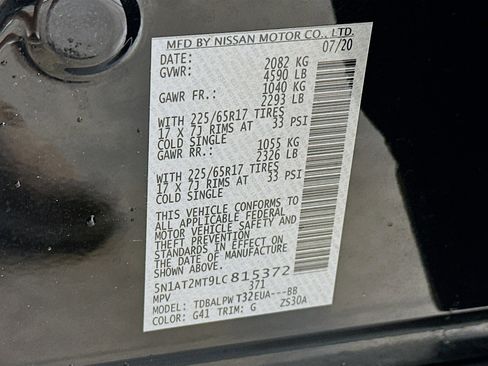 MFD BY NISSAN MOTOR CO., LTD.
DATE: 07/20
GVWR: 2082 KG
4590 LB
GAWR FR.: 1040 KG
2293 LB
WITH 225/65R17 TIRES
17 X 7J RIMS AT 33 PSI
COLD SINGLE
GAWR RR.: 1055 KG
2326 LB
WITH 225/65R17 TIRES
17 X 7J RIMS AT 33 PSI
COLD SINGLE
THIS VEHICLE CONFORMS TO
ALL APPLICABLE FEDERAL
MOTOR VEHICLE SAFETY AND
THEFT PREVENTION
STANDARDS IN EFFECT ON
THE DATE OF MANUFACTURE
SHOWN ABOVE.
5N1AT2MT9LC815372
MPV 371
MODEL: TDBALPWT32EUA---BB
COLOR: G41 TRIM: G ZS30A